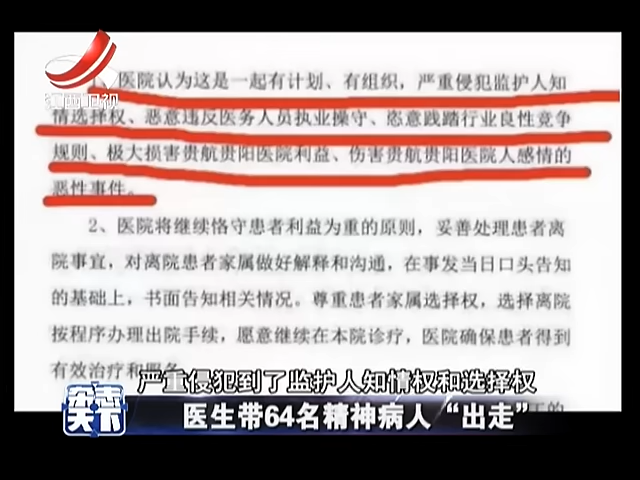 江西卫视
1、医院认为这是一起有计划、有组织，严重侵犯监护人知
情选择权、恶意违反医务人员执业操守、恣意践踏行业良性竞争
规则、极大损害贵航贵阳医院利益、伤害贵航贵阳医院人感情的
恶性事件。
2、医院将继续恪守患者利益为重的原则，妥善处理患者离
院事宜，对离院患者家属做好解释和沟通，在事发当日口头告知
的基础上，书面告知相关情况。尊重患者家属选择权，选择离院
按程序办理出院手续，愿意继续在本院诊疗，医院确保患者得到
有效治疗和
严重侵犯到了监护人知情权和选择权
杂志天下
医生带64名精神病人“出走”